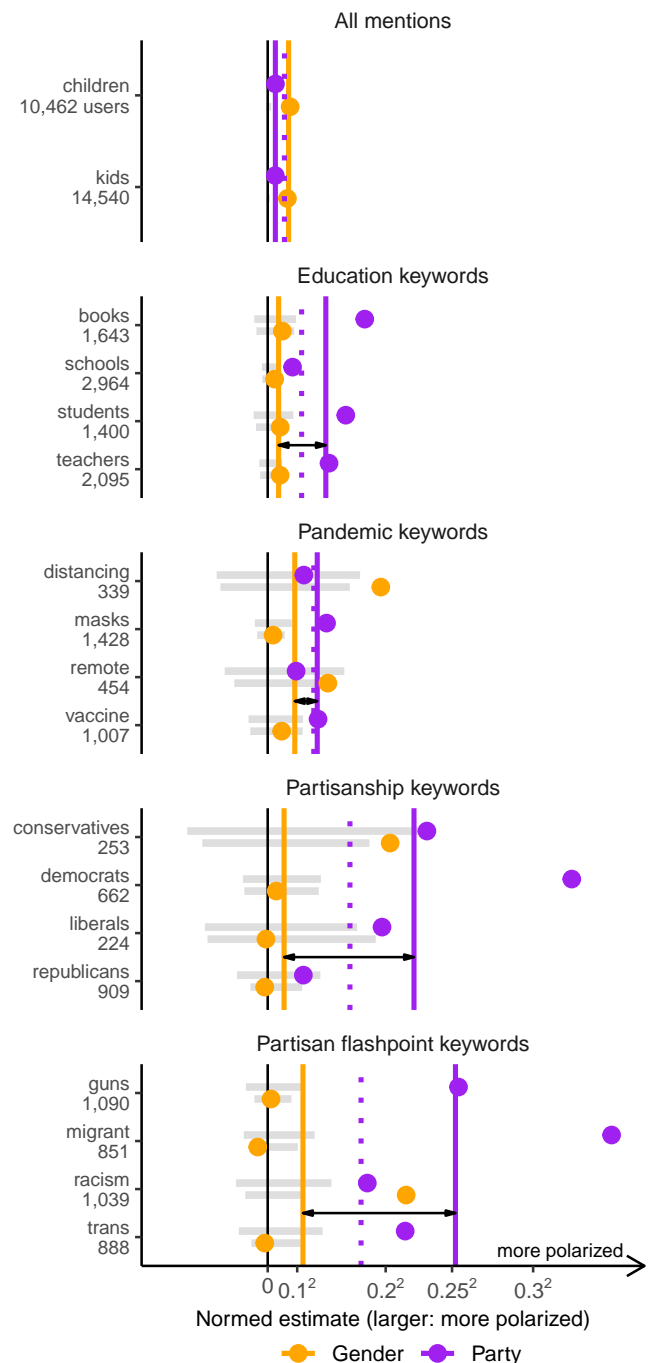 All mentions
children
10,462 users
kids
14,540
Education keywords
books
1,643
schools
2,964
students
1,400
teachers
2,095
Pandemic keywords
distancing
339
masks
1,428
remote
454
vaccine
1,007
Partisanship keywords
conservatives
253
democrats
662
liberals
224
republicans
909
Partisan flashpoint keywords
guns
1,090
migrant
851
racism
1,039
trans
888
more polarized
0 0.1² 0.2² 0.25² 0.3²
Normed estimate (larger: more polarized)
Gender Party